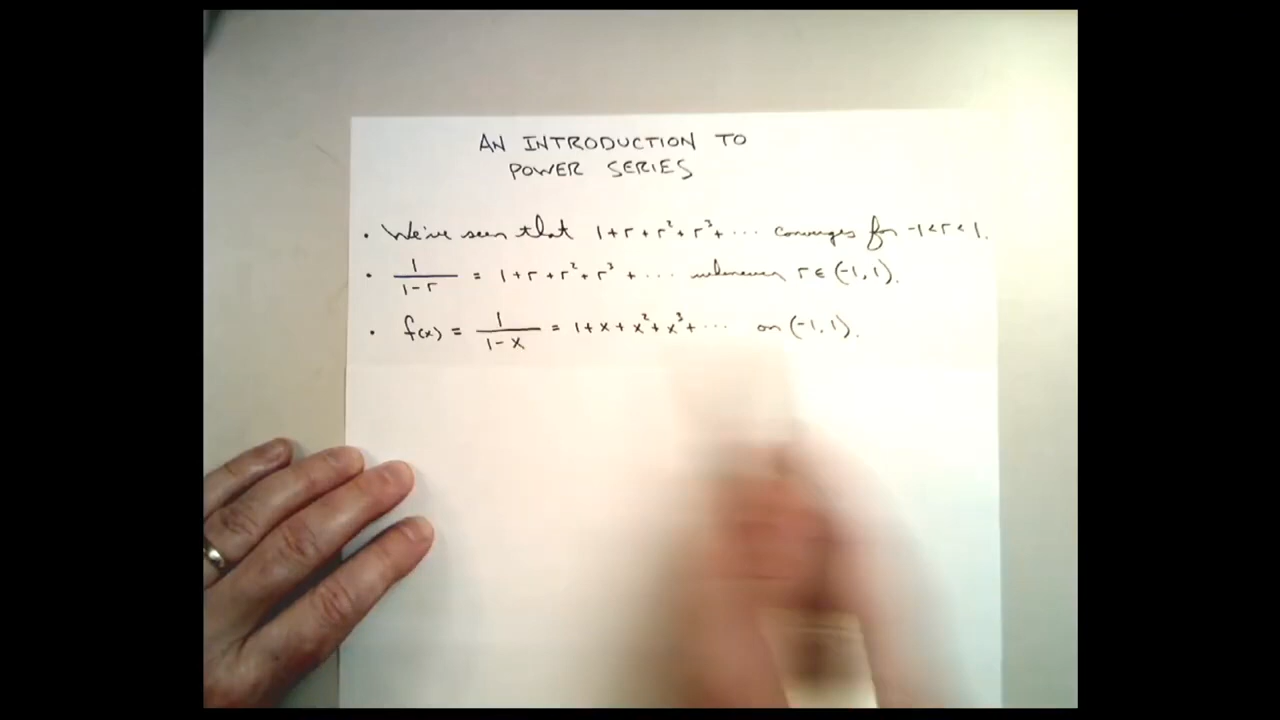 AN INTRODUCTION TO
POWER SERIES
• We've seen that 1 + r + r² + r³ + ··· converges for -1 < r < 1.
• 1/(1-r) = 1 + r + r² + r³ + ··· whenever r ∈ (-1, 1).
• f(x) = 1/(1-x) = 1 + x + x² + x³ + ··· on (-1, 1).